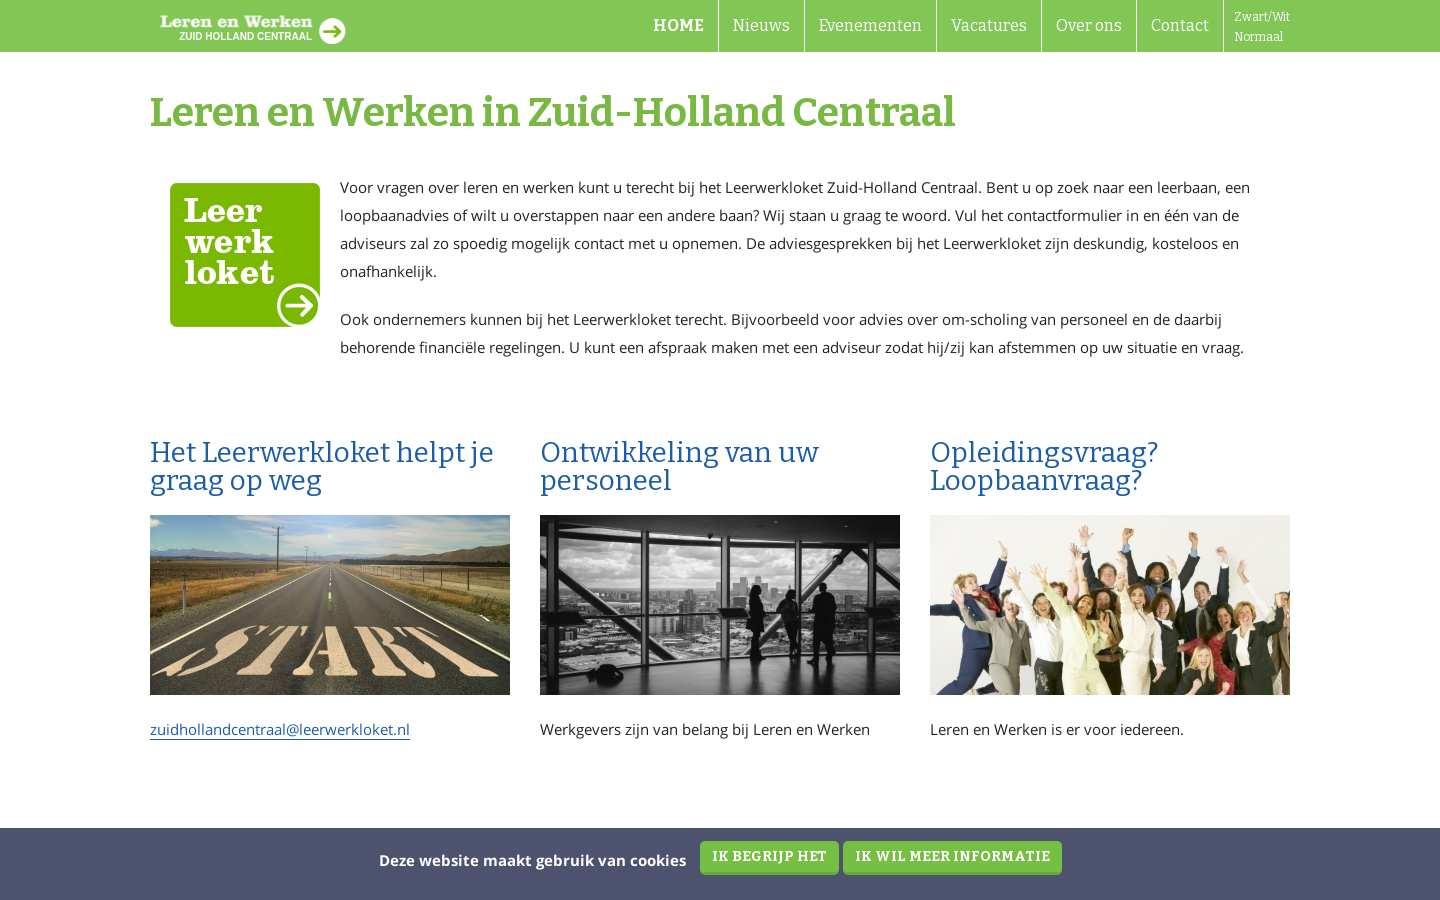 Leren en Werken
ZUID HOLLAND CENTRAAL
HOME
Nieuws
Evenementen
Vacatures
Over ons
Contact
Zwart/Wit
Normaal
Leren en Werken in Zuid-Holland Centraal
Leer
werk
loket
Voor vragen over leren en werken kunt u terecht bij het Leerwerkloket Zuid-Holland Centraal. Bent u op zoek naar een leerbaan, een
loopbaanadvies of wilt u overstappen naar een andere baan? Wij staan u graag te woord. Vul het contactformulier in en één van de
adviseurs zal zo spoedig mogelijk contact met u opnemen. De adviesgesprekken bij het Leerwerkloket zijn deskundig, kosteloos en
onafhankelijk.
Ook ondernemers kunnen bij het Leerwerkloket terecht. Bijvoorbeeld voor advies over om-scholing van personeel en de daarbij
behorende financiële regelingen. U kunt een afspraak maken met een adviseur zodat hij/zij kan afstemmen op uw situatie en vraag.
Het Leerwerkloket helpt je
graag op weg
START
zuidhollandcentraal@leerwerkloket.nl
Ontwikkeling van uw
personeel
Werkgevers zijn van belang bij Leren en Werken
Opleidingsvraag?
Loopbaanvraag?
Leren en Werken is er voor iedereen.
Deze website maakt gebruik van cookies
IK BEGRIJP HET
IK WIL MEER INFORMATIE